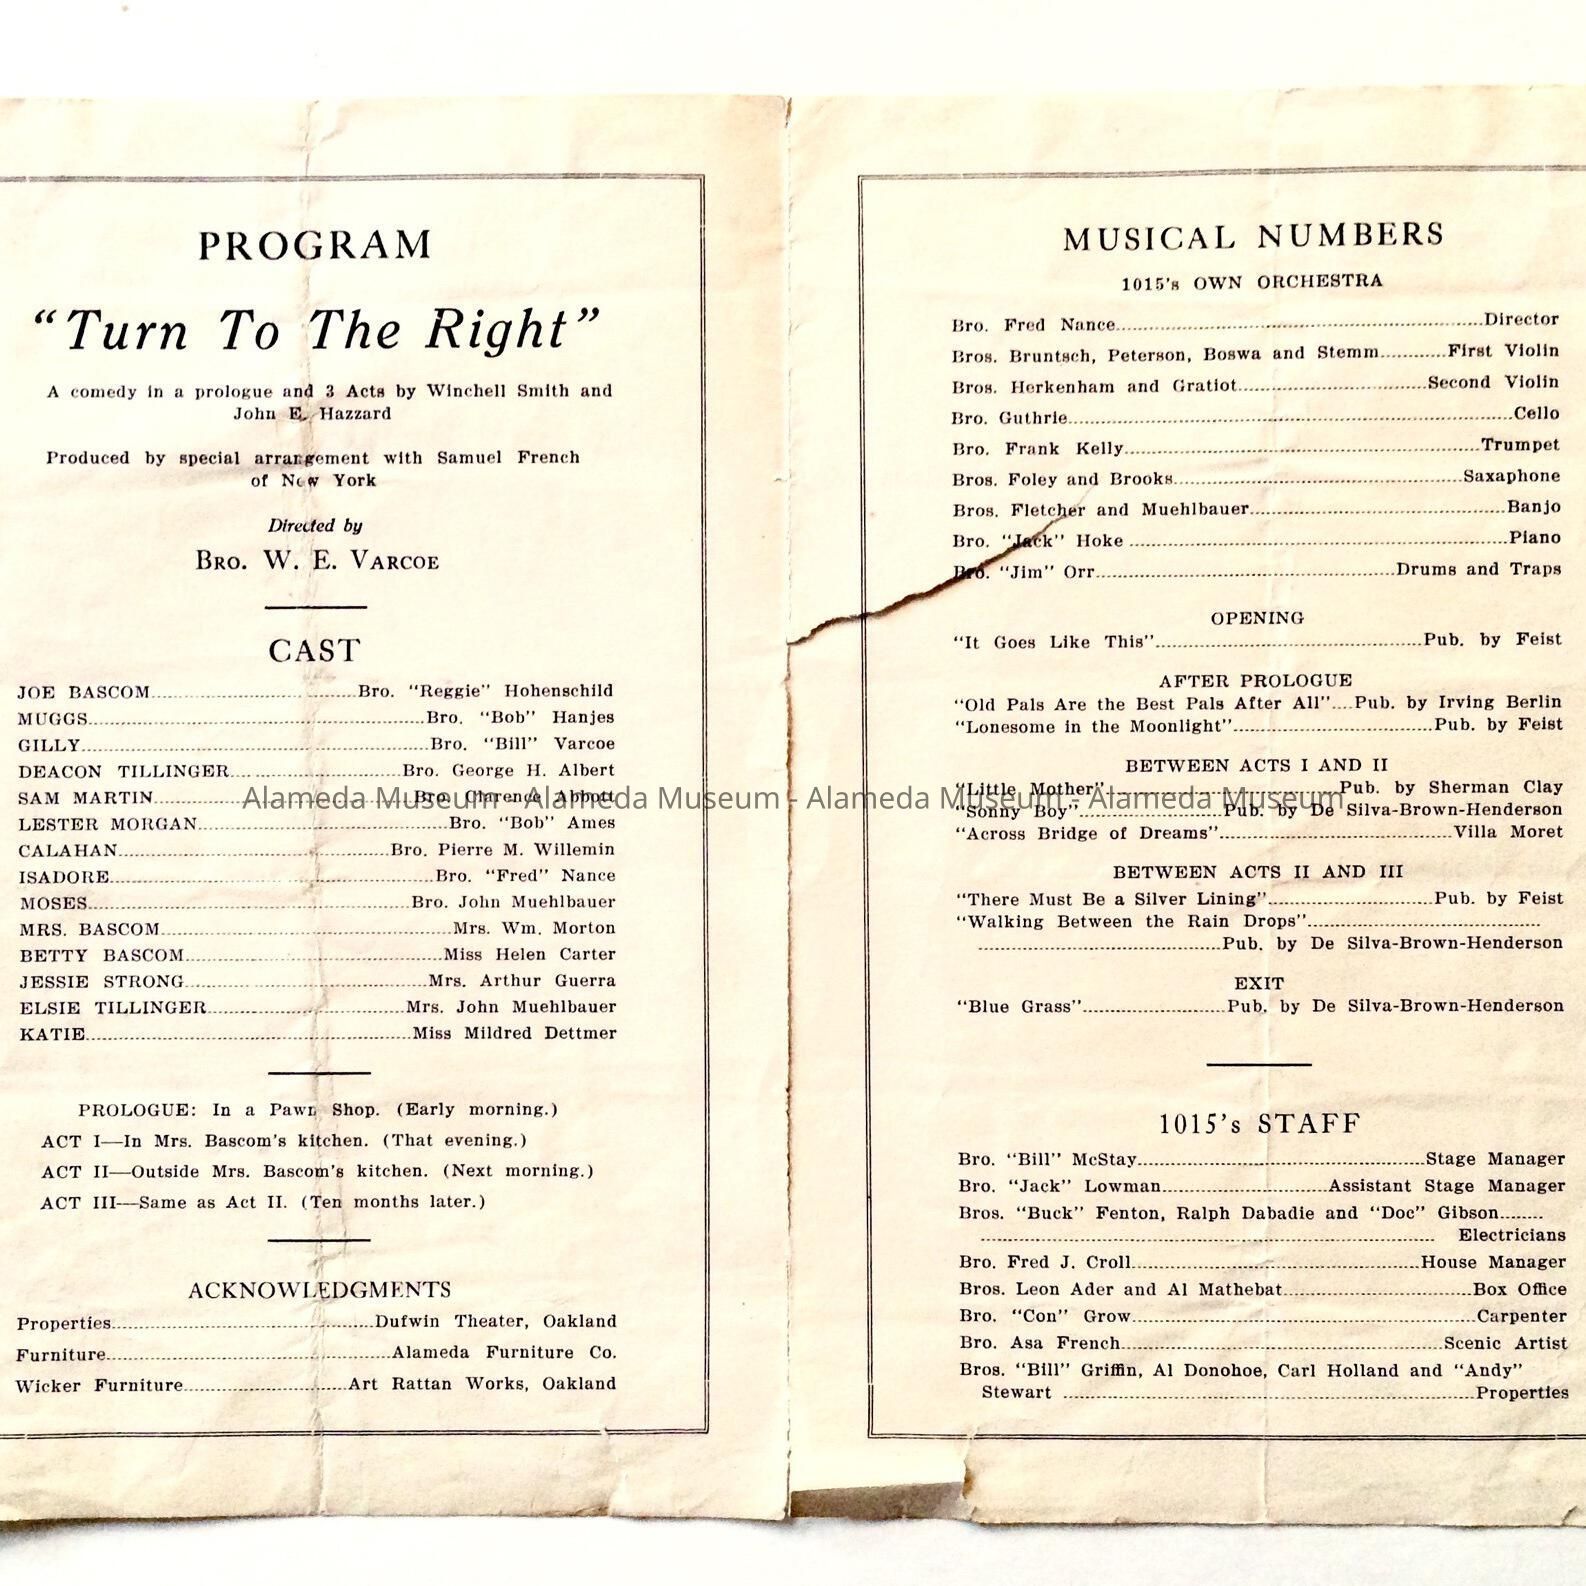 PROGRAM
“Turn To The Right”
A comedy in a prologue and 3 Acts by Winchell Smith and
John E. Hazzard
Produced by special arrangement with Samuel French
of New York
Directed by
Bro. W. E. Varcoe
CAST
JOE BASCOM....................Bro. “Reggie” Hohenschild
MUGGS....................Bro. “Bob” Hanjes
GILLY....................Bro. “Bill” Varcoe
DEACON TILLINGER....................Bro. George H. Albert
SAM MARTIN....................Bro. Clarence Abbott
LESTER MORGAN....................Bro. “Bob” Ames
CALAHAN....................Bro. Pierre M. Willemin
ISADORE....................Bro. “Fred” Nance
MOSES....................Bro. John Muehlbauer
MRS. BASCOM....................Mrs. Wm. Morton
BETTY BASCOM....................Miss Helen Carter
JESSIE STRONG....................Mrs. Arthur Guerra
ELSIE TILLINGER....................Mrs. John Muehlbauer
KATIE....................Miss Mildred Dettmer
PROLOGUE: In a Pawn Shop. (Early morning.)
ACT I—In Mrs. Bascom's kitchen. (That evening.)
ACT II—Outside Mrs. Bascom's kitchen. (Next morning.)
ACT III—Same as Act II. (Ten months later.)
ACKNOWLEDGMENTS
Properties....................Dufwin Theater, Oakland
Furniture....................Alameda Furniture Co.
Wicker Furniture....................Art Rattan Works, Oakland
MUSICAL NUMBERS
1015's OWN ORCHESTRA
Bro. Fred Nance....................Director
Bros. Bruntsch, Peterson, Boswa and Stemm...........First Violin
Bros. Herkenham and Gratiot....................Second Violin
Bro. Guthrie....................Cello
Bro. Frank Kelly....................Trumpet
Bros. Foley and Brooks....................Saxaphone
Bros. Fletcher and Muehlbauer....................Banjo
Bro. “Jack” Hoke....................Piano
Bro. “Jim” Orr....................Drums and Traps
OPENING
“It Goes Like This”....................Pub. by Feist
AFTER PROLOGUE
“Old Pals Are the Best Pals After All”....Pub. by Irving Berlin
“Lonesome in the Moonlight”....................Pub. by Feist
BETWEEN ACTS I AND II
“Little Mother”....................Pub. by Sherman Clay
“Sonny Boy”....................Pub. by De Silva-Brown-Henderson
“Across Bridge of Dreams”....................Villa Moret
BETWEEN ACTS II AND III
“There Must Be a Silver Lining”....................Pub. by Feist
“Walking Between the Rain Drops”....................
....................Pub. by De Silva-Brown-Henderson
EXIT
“Blue Grass”....................Pub. by De Silva-Brown-Henderson
1015's STAFF
Bro. “Bill” McStay....................Stage Manager
Bro. “Jack” Lowman....................Assistant Stage Manager
Bros. “Buck” Fenton, Ralph Dabadie and “Doc” Gibson........
.................... Electricians
Bro. Fred J. Croll....................House Manager
Bros. Leon Ader and Al Mathebat....................Box Office
Bro. “Con” Grow....................Carpenter
Bro. Asa French....................Scenic Artist
Bros. “Bill” Griffin, Al Donohoe, Carl Holland and “Andy”
Stewart ....................Properties
Alameda Museum - Alameda Museum - Alameda Museum - Alameda Museum